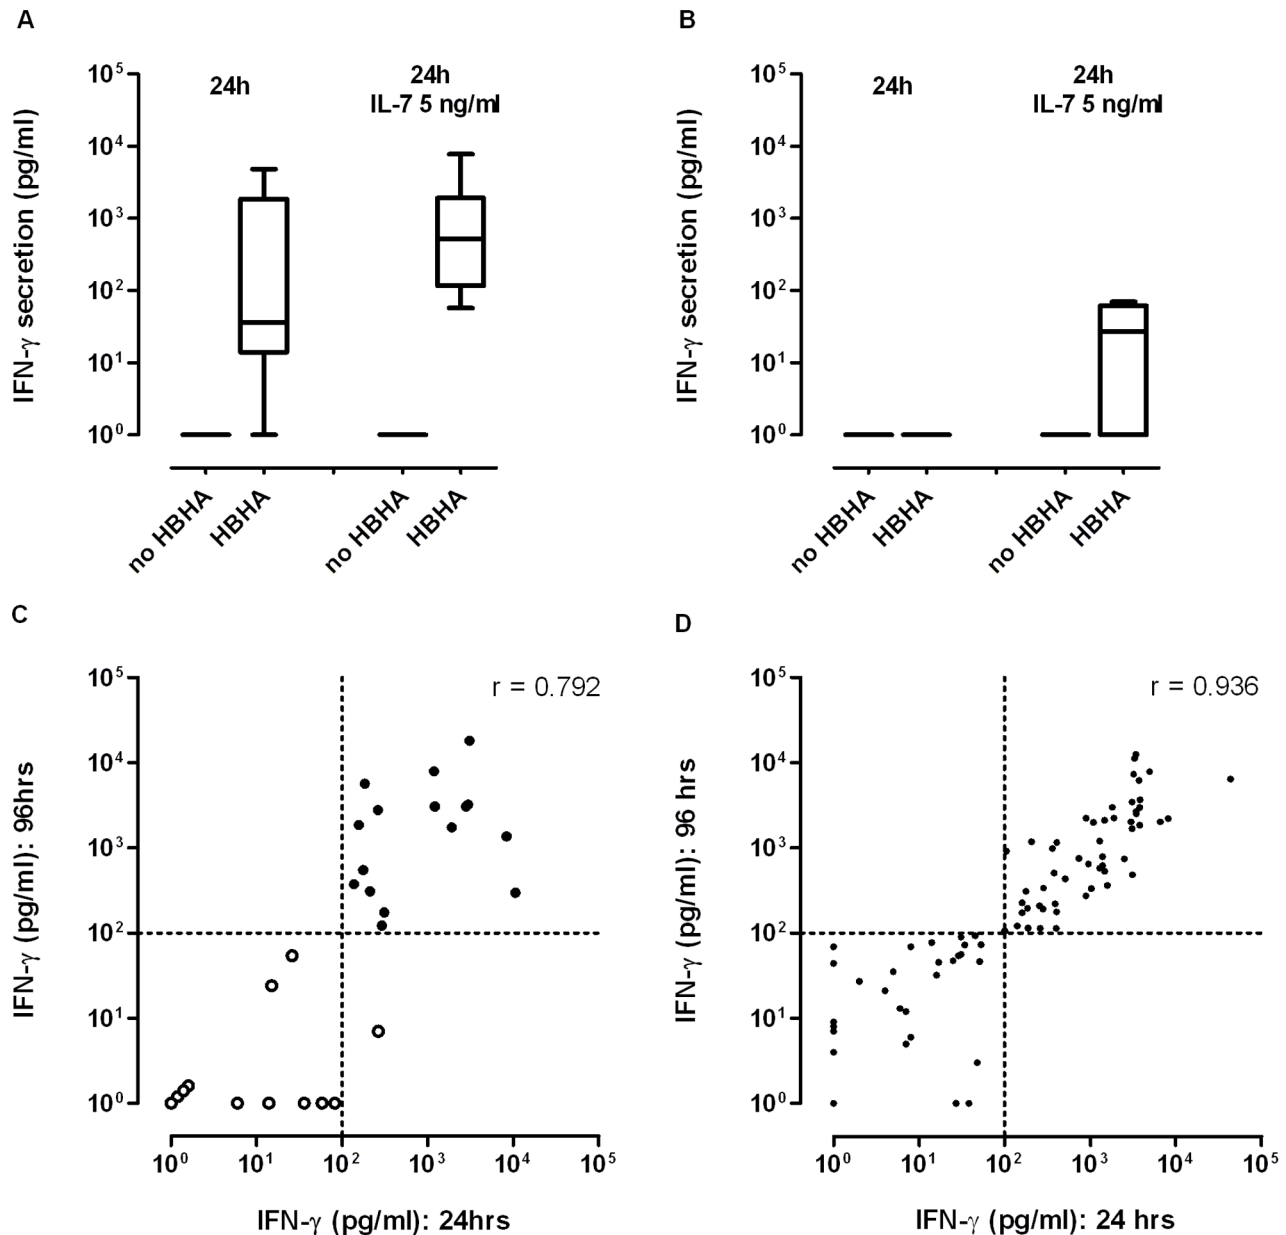 A
IFN-γ secretion (pg/ml)
10⁵
10⁴
10³
10²
10¹
10⁰
24h
24h
IL-7 5 ng/ml
no HBHA
HBHA
no HBHA
HBHA
B
IFN-γ secretion (pg/ml)
10⁵
10⁴
10³
10²
10¹
10⁰
24h
24h
IL-7 5 ng/ml
no HBHA
HBHA
no HBHA
HBHA
C
IFN-γ (pg/ml): 96hrs
10⁵
10⁴
10³
10²
10¹
10⁰
r = 0.792
10⁰ 10¹ 10² 10³ 10⁴ 10⁵
IFN-γ (pg/ml): 24hrs
D
IFN-γ (pg/ml): 96 hrs
10⁵
10⁴
10³
10²
10¹
10⁰
r = 0.936
10⁰ 10¹ 10² 10³ 10⁴ 10⁵
IFN-γ (pg/ml): 24 hrs